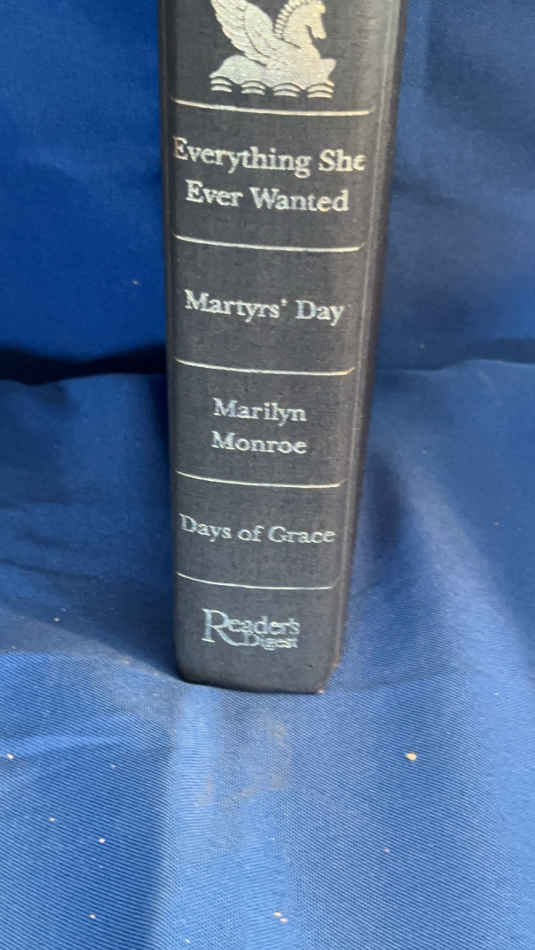 Everything She
Ever Wanted
Martyrs' Day
Marilyn
Monroe
Days of Grace
Reader's
Digest